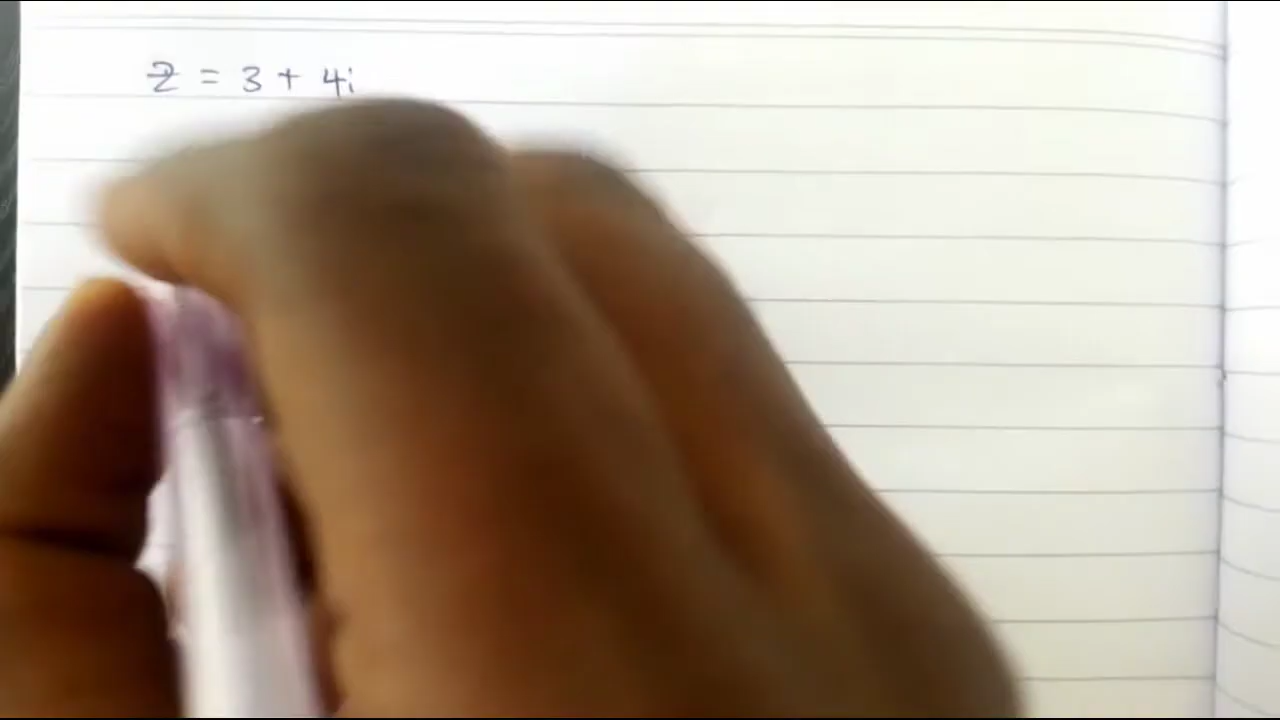 z = 3 + 4i